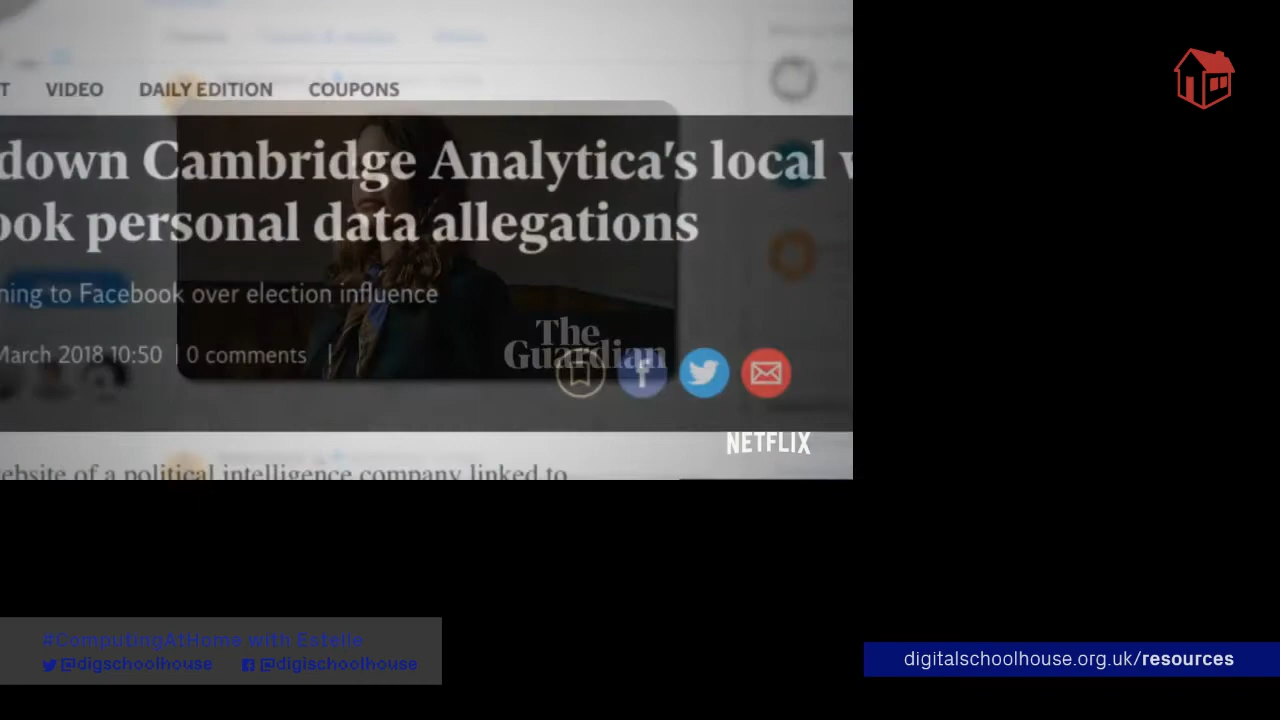 T VIDEO DAILY EDITION COUPONS
down Cambridge Analytica's local
ook personal data allegations
ning to Facebook over election influence
March 2018 10:50 | 0 comments |
The
Guardian
NETFLIX
ebsite of a political intelligence company linked to
#ComputingAtHome with Estelle
@digschoolhouse @digischoolhouse
digitalschoolhouse.org.uk/resources